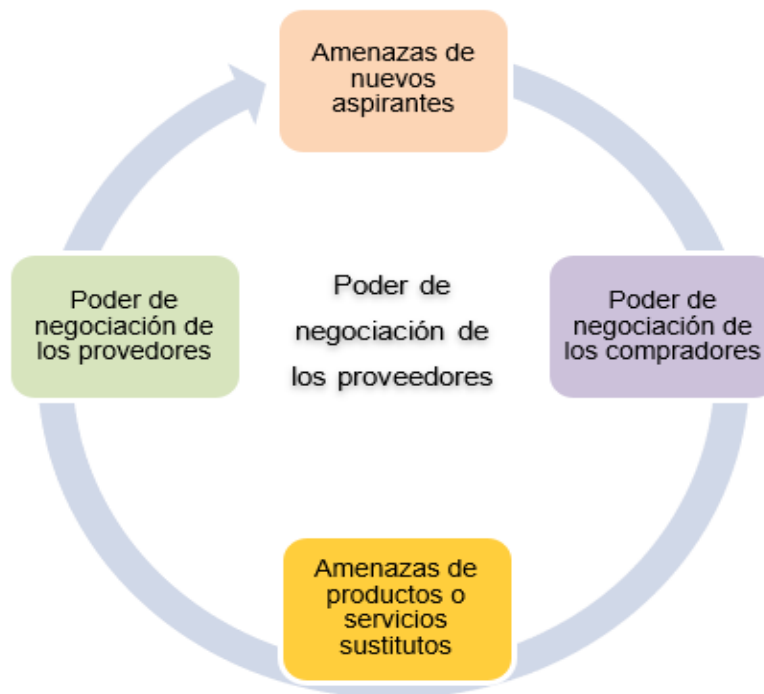 Amenazas de
nuevos
aspirantes
Poder de
negociación de
los provedores
Poder de
negociación de
los proveedores
Poder de
negociación de
los compradores
Amenazas de
productos o
servicios
sustitutos